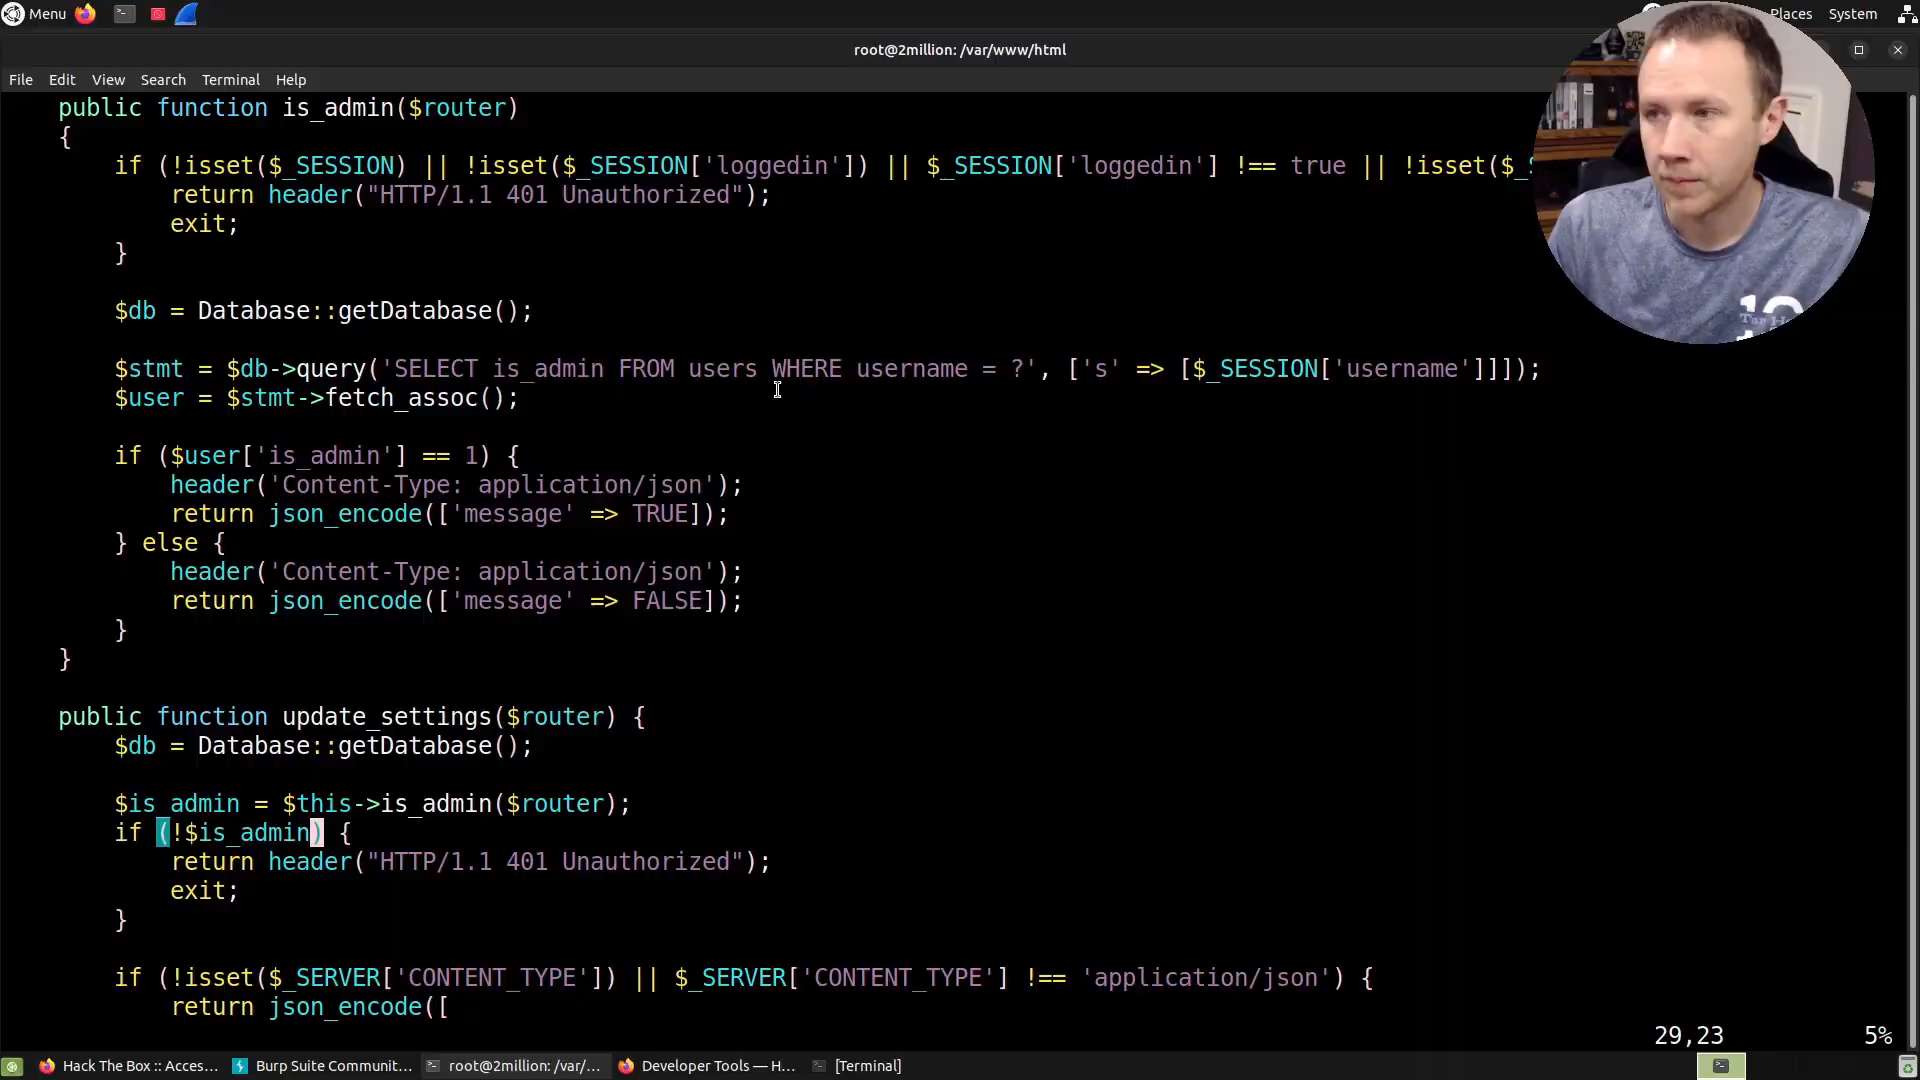 Menu
Places System
root@2million: /var/www/html
File Edit View Search Terminal Help
public function is_admin($router)
{
if (!isset($_SESSION) || !isset($_SESSION['loggedin']) || $_SESSION['loggedin'] !== true || !isset($_S
return header("HTTP/1.1 401 Unauthorized");
exit;
}
$db = Database::getDatabase();
$stmt = $db->query('SELECT is_admin FROM users WHERE username = ?', ['s' => [$_SESSION['username']]]);
$user = $stmt->fetch_assoc();
if ($user['is_admin'] == 1) {
header('Content-Type: application/json');
return json_encode(['message' => TRUE]);
} else {
header('Content-Type: application/json');
return json_encode(['message' => FALSE]);
}
}
public function update_settings($router) {
$db = Database::getDatabase();
$is_admin = $this->is_admin($router);
if (!$is_admin) {
return header("HTTP/1.1 401 Unauthorized");
exit;
}
if (!isset($_SERVER['CONTENT_TYPE']) || $_SERVER['CONTENT_TYPE'] !== 'application/json') {
return json_encode([
29,23 5%
Hack The Box :: Acces... Burp Suite Communit... root@2million: /var/... Developer Tools — H... [Terminal]